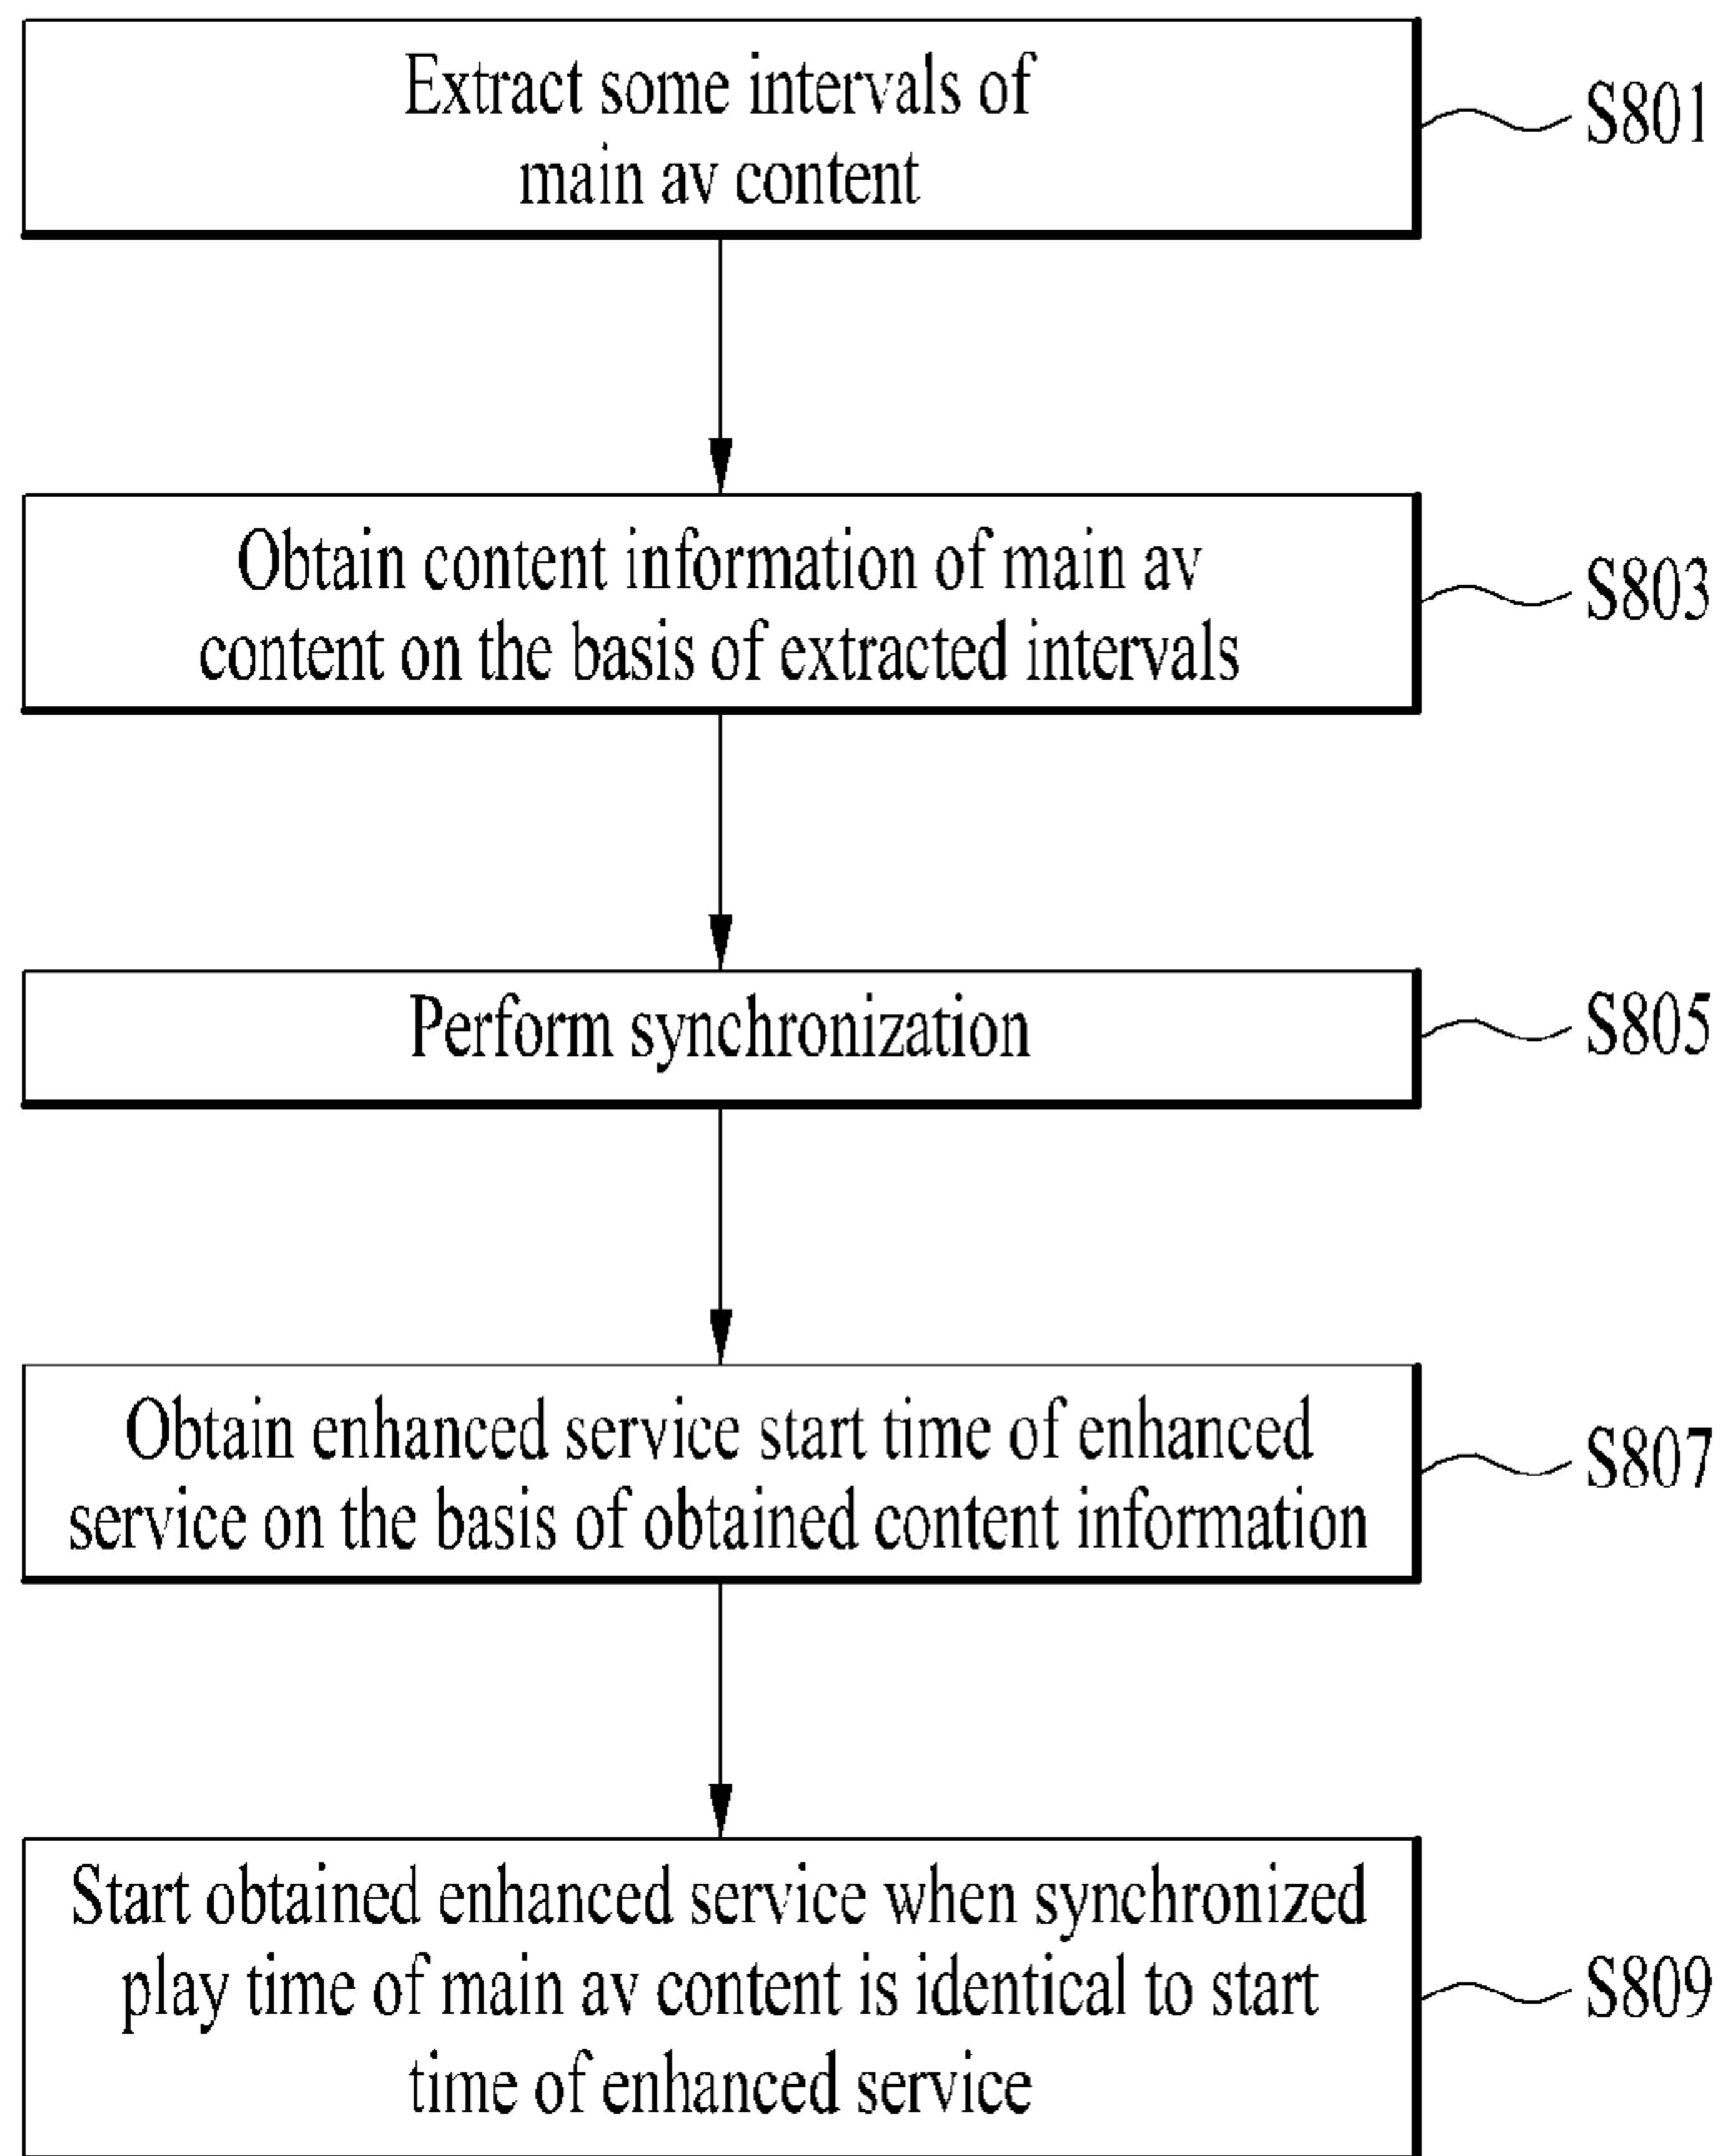 Extract some intervals of
main av content
S801
Obtain content information of main av
content on the basis of extracted intervals
S803
Perform synchronization
S805
Obtain enhanced service start time of enhanced
service on the basis of obtained content information
S807
Start obtained enhanced service when synchronized
play time of main av content is identical to start
time of enhanced service
S809